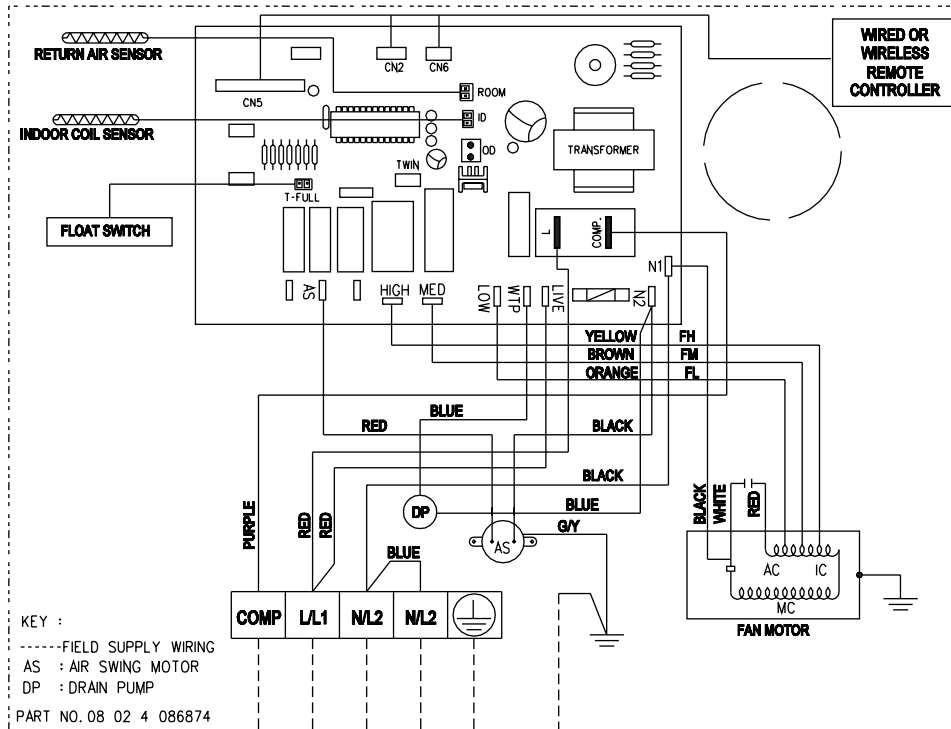 RETURN AIR SENSOR
INDOOR COIL SENSOR
FLOAT SWITCH
WIRED OR
WIRELESS
REMOTE
CONTROLLER
CN2
CN6
CN5
ROOM
ID
OD
TWIN
T-FULL
TRANSFORMER
L
COMP.
N1
AS
HIGH
MED
LOW
WTP
LIVE
N2
YELLOW FH
BROWN FM
ORANGE FL
BLUE
RED
BLACK
BLACK
BLUE
G/Y
PURPLE
RED
RED
DP
AS
BLUE
BLACK
WHITE
RED
AC
IC
MC
FAN MOTOR
COMP
L/L1
N/L2
N/L2
KEY :
------FIELD SUPPLY WIRING
AS : AIR SWING MOTOR
DP : DRAIN PUMP
PART NO. 08 02 4 086874